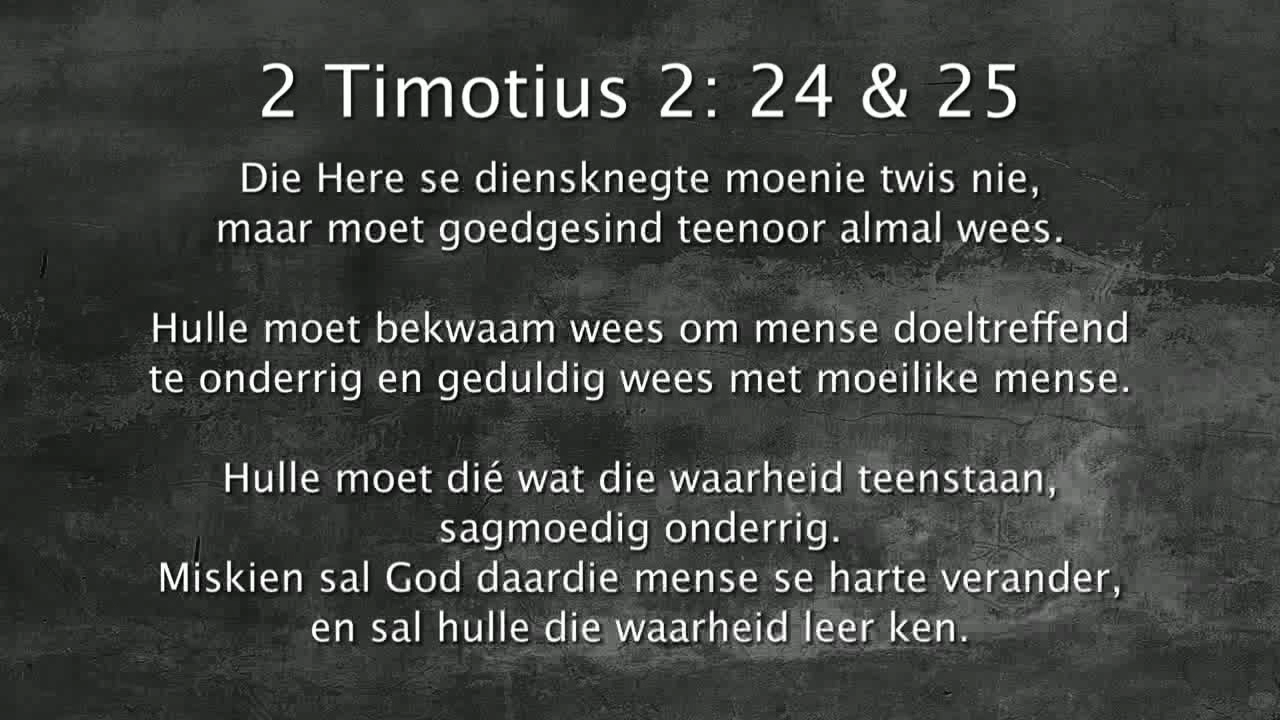 2 Timotius 2: 24 & 25
Die Here se diensknegte moenie twis nie,
maar moet goedgesind teenoor almal wees.
Hulle moet bekwaam wees om mense doeltreffend
te onderrig en geduldig wees met moeilike mense.
Hulle moet dié wat die waarheid teenstaan,
sagmoedig onderrig.
Miskien sal God daardie mense se harte verander,
en sal hulle die waarheid leer ken.